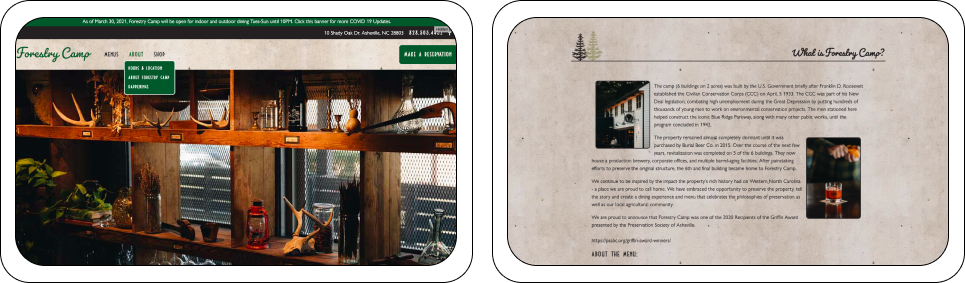 As of March 30, 2021, Forestry Camp will be open for indoor and outdoor dining Tues-Sun until 10PM. Click this banner for more COVID 19 Updates.
10 Shady Oak Dr. Asheville, NC 28803
Forestry Camp MENUS ABOUT SHOP MAKE A RESERVATION
HOURS & LOCATION
ABOUT FORESTRY CAMP
HAPPENINGS
What is Forestry Camp?
The camp (6 buildings on 2 acres) was built by the U.S. Government briefly after Franklin D. Roosevelt
established the Civilian Conservation Corps (CCC) on April, 5 1933. The CGC was part of his New
Deal legislation, combating high unemployment during the Great Depression by putting hundreds of
thousands of young-men to work on environmental conservation projects. The men stationed here
helped construct the iconic Blue Ridge Parkway, along with many other public works, until the
program concluded in 1942.
The property remained almost completely dormant until it was
purchased by Burial Beer Co. in 2015. Over the course of the next few
years, revitalization was completed on 5 of the 6 buildings. They now
house a production brewery, corporate offices, and multiple barrel-aging facilities. After painstaking
efforts to preserve the original structure, the 6th and final building became home to Forestry Camp.
We continue to be inspired by the impact the property's rich history had on Western North Carolina
- a place we are proud to call home. We have embraced the opportunity to preserve the property, tell
the story and create a dining experience and menu that celebrates the philosophies of preservation as
well as our local agricultural community.
We are proud to announce that Forestry Camp was one of the 2020 Recipients of the Griffin Award
presented by the Preservation Society of Asheville.
https://psabc.org/griffin-award-winners/
ABOUT THE MENU: